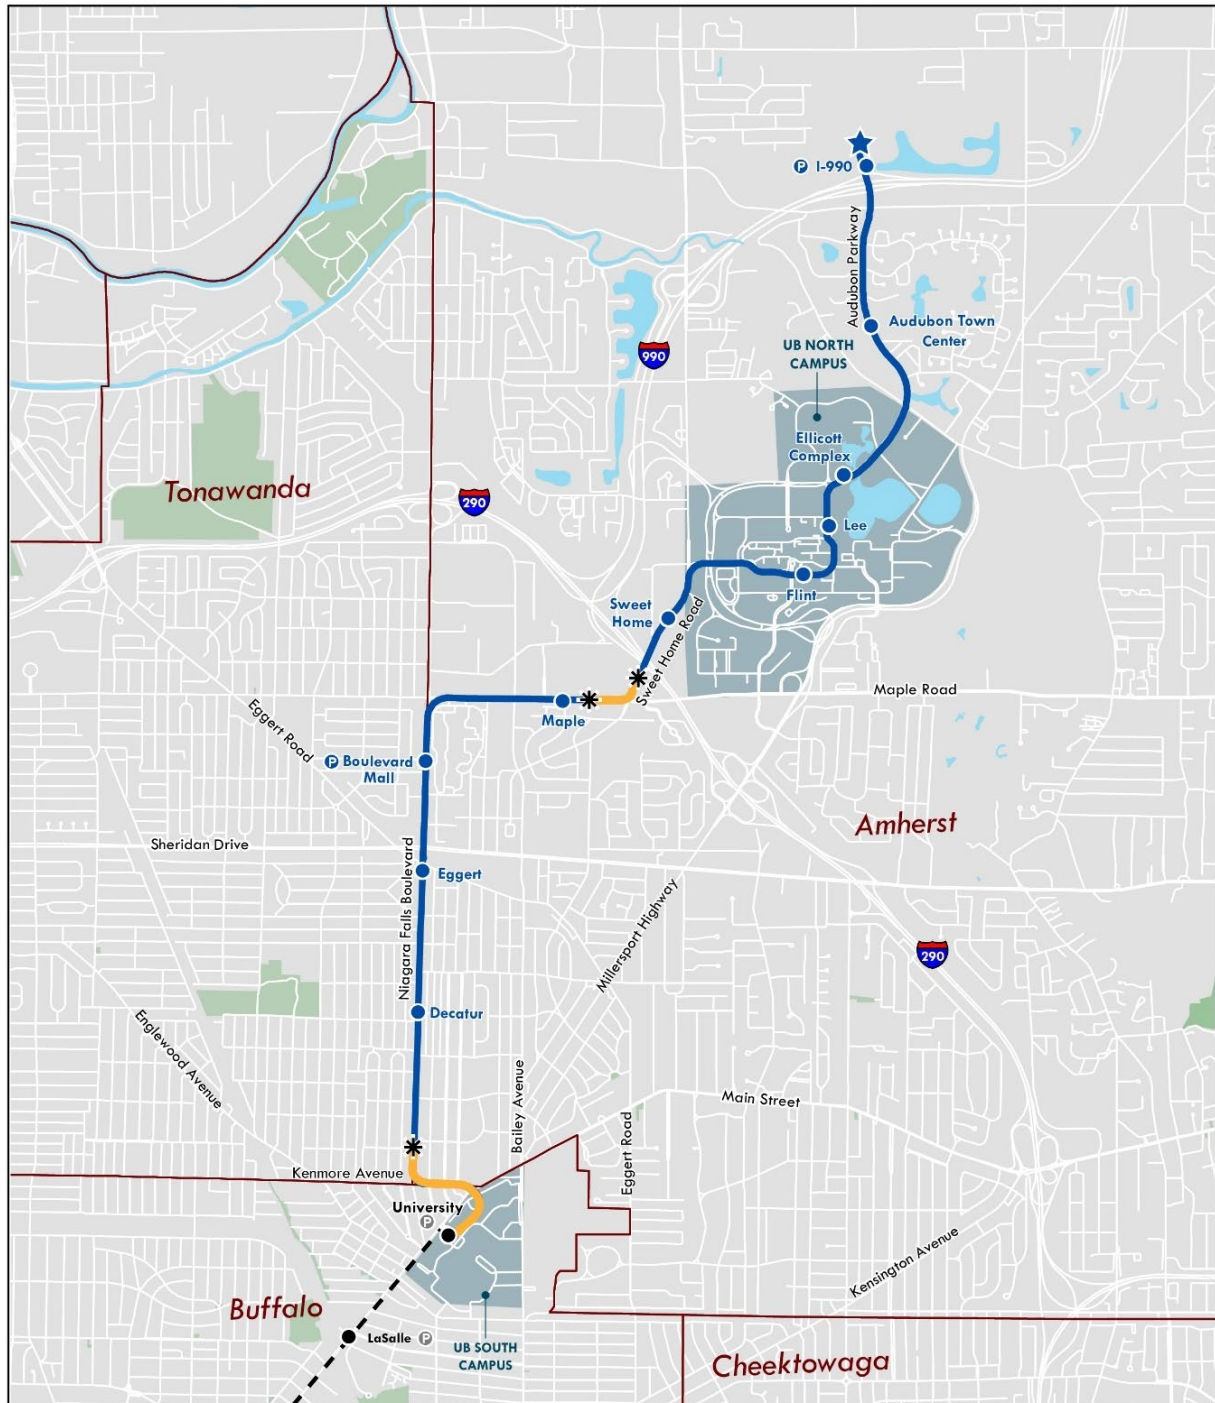 P I-990
Audubon Parkway
Audubon Town
Center
UB NORTH
CAMPUS
990
Ellicott
Complex
Tonawanda
290
Lee
Flint
Sweet
Home
Sweet Home Road
Maple Road
Maple
Eggert Road
P Boulevard
Mall
Amherst
Sheridan Drive
Niagara Falls Boulevard
Eggert
Millersport Highway
290
Decatur
Englewood Avenue
Bailey Avenue
Main Street
Eggert Road
Kenmore Avenue
University
P
Kensington Avenue
Buffalo
LaSalle P
UB SOUTH
CAMPUS
Cheektowaga